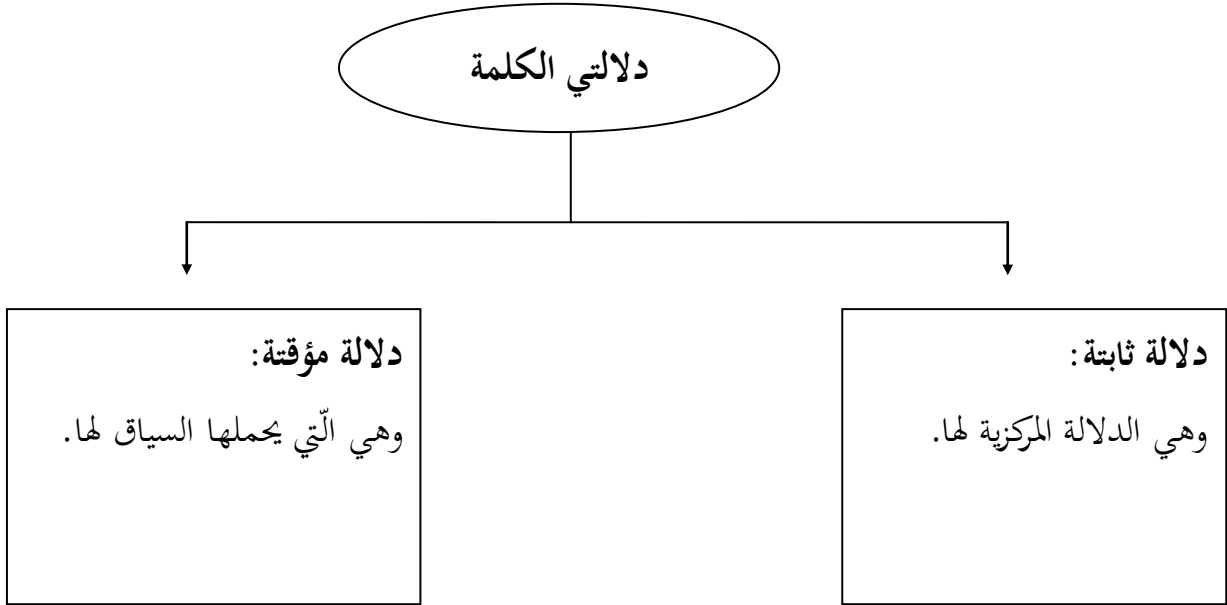 دلالتي الكلمة
دلالة ثابتة:
وهي الدلالة المركزية لها.
دلالة مؤقتة:
وهي الّتي يحملها السياق لها.